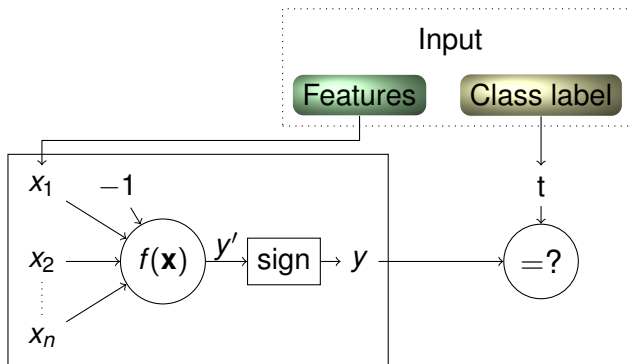 Input
Features Class label
x₁ −1 t
x₂ f(x) y′ sign y =?
xₙ